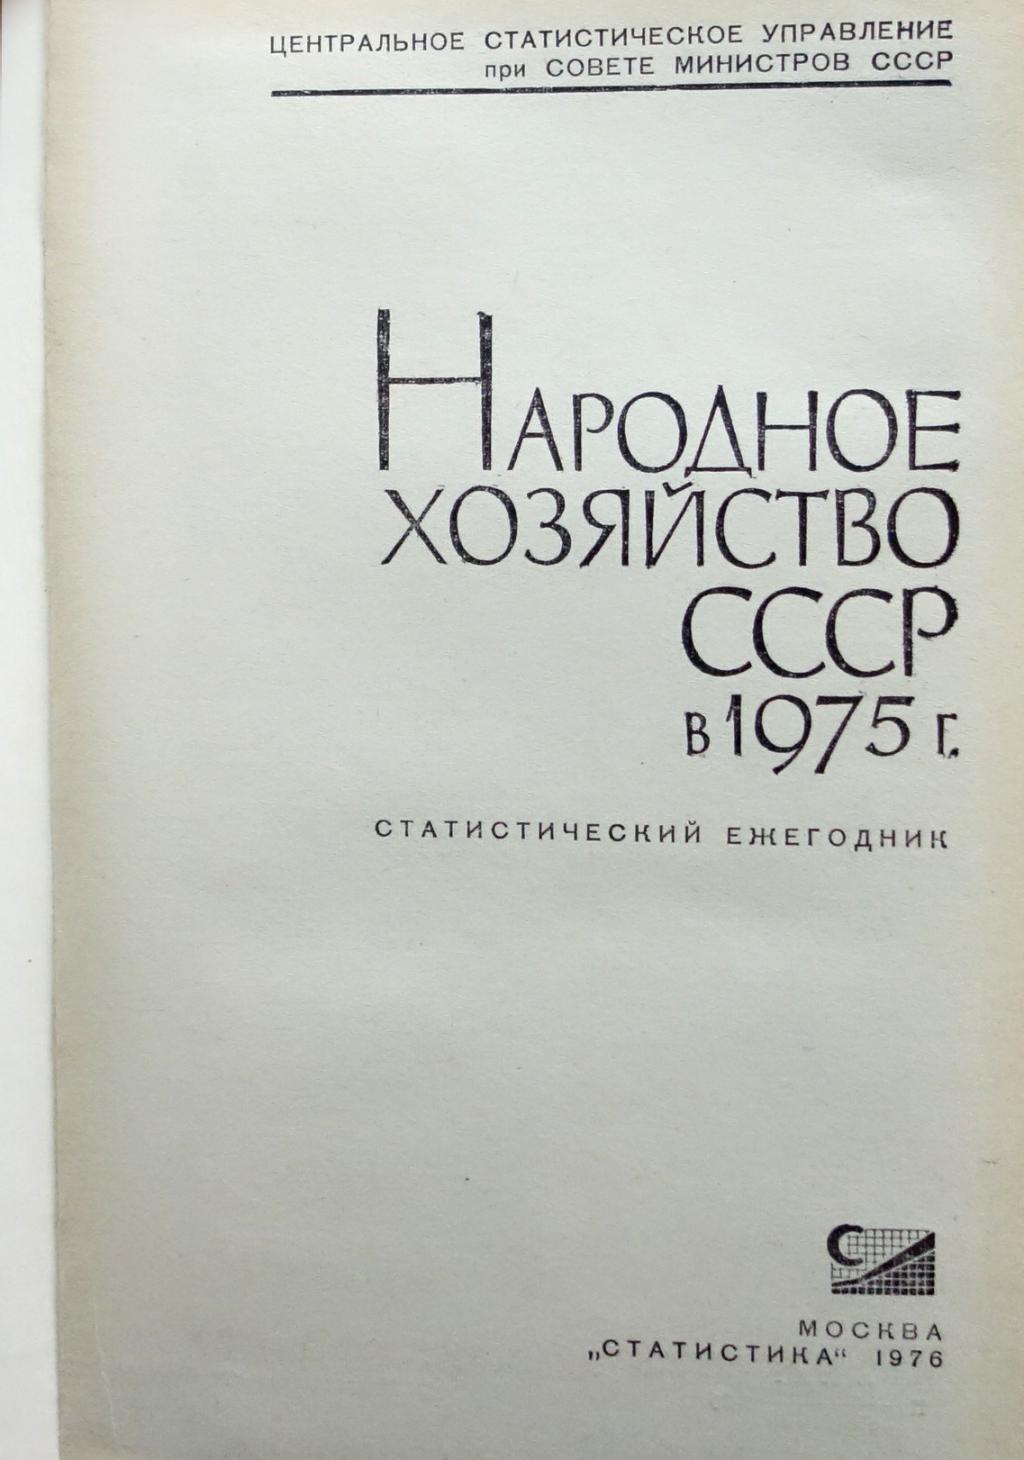 ЦЕНТРАЛЬНОЕ СТАТИСТИЧЕСКОЕ УПРАВЛЕНИЕ
при СОВЕТЕ МИНИСТРОВ СССР
НАРОДНОЕ
ХОЗЯЙСТВО
СССР
в 1975 г.
СТАТИСТИЧЕСКИЙ ЕЖЕГОДНИК
С
МОСКВА
„СТАТИСТИКА“ 1976